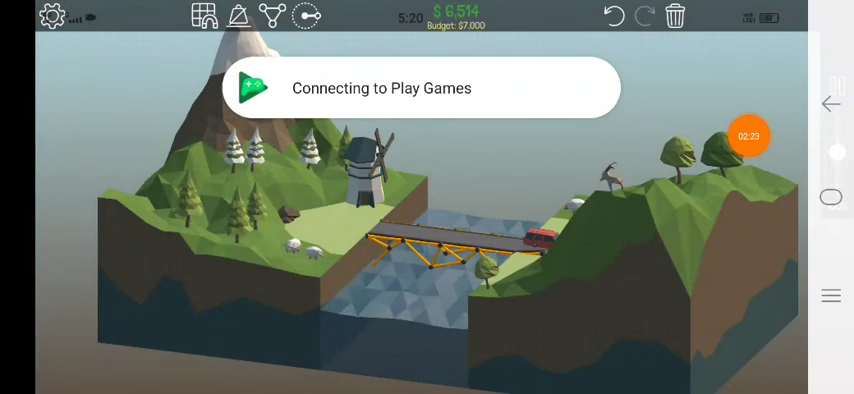 5:20
$ 6,514
Budget: $7,000
Connecting to Play Games
02:23